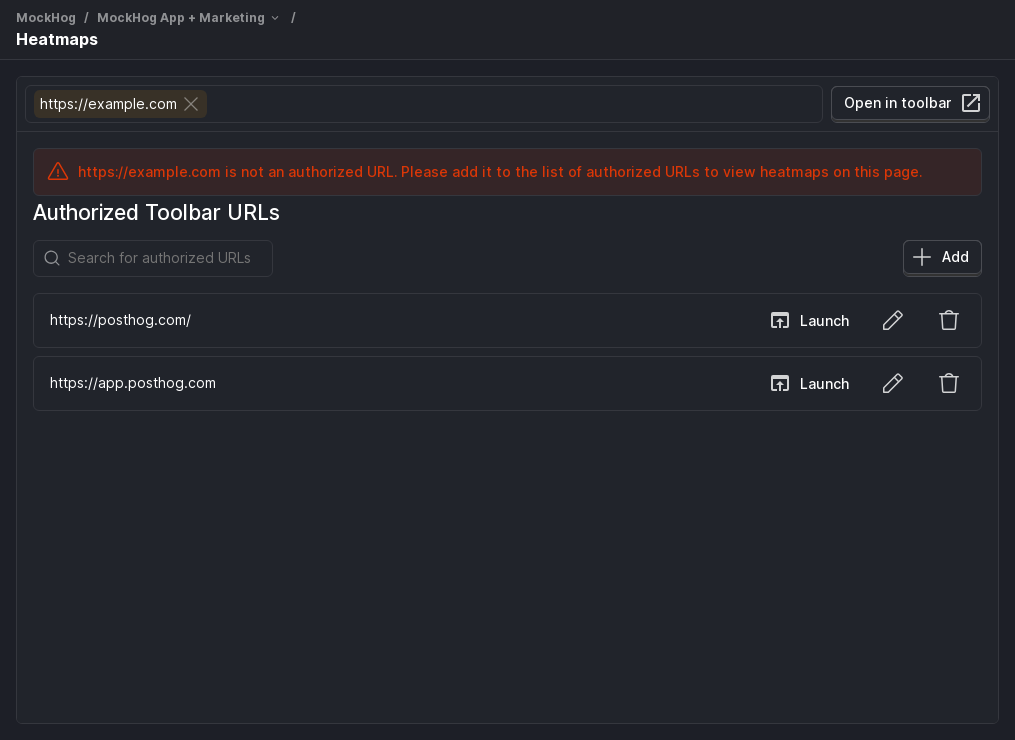 MockHog / MockHog App + Marketing /
Heatmaps
https://example.com
Open in toolbar
https://example.com is not an authorized URL. Please add it to the list of authorized URLs to view heatmaps on this page.
Authorized Toolbar URLs
Search for authorized URLs
Add
https://posthog.com/
Launch
https://app.posthog.com
Launch